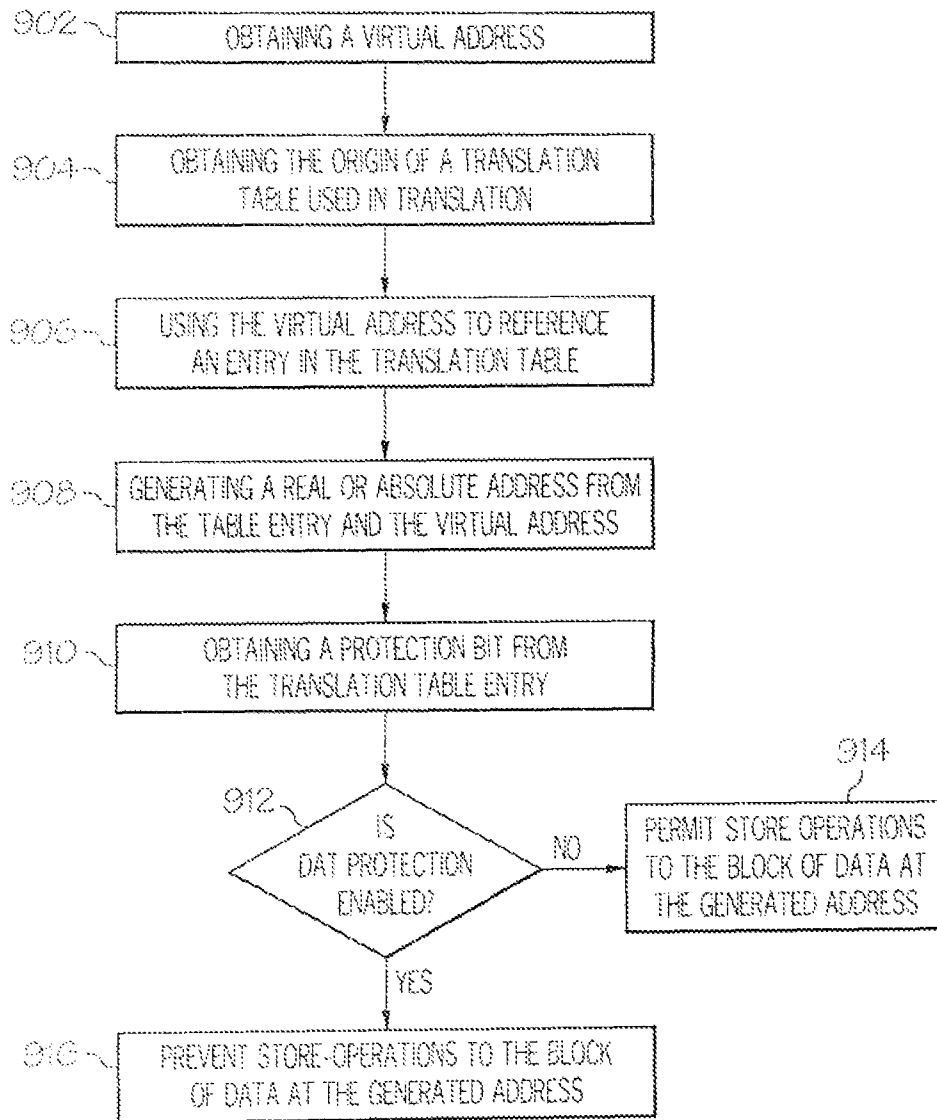 902
OBTAINING A VIRTUAL ADDRESS
904
OBTAINING THE ORIGIN OF A TRANSLATION
TABLE USED IN TRANSLATION
906
USING THE VIRTUAL ADDRESS TO REFERENCE
AN ENTRY IN THE TRANSLATION TABLE
908
GENERATING A REAL OR ABSOLUTE ADDRESS FROM
THE TABLE ENTRY AND THE VIRTUAL ADDRESS
910
OBTAINING A PROTECTION BIT FROM
THE TRANSLATION TABLE ENTRY
912
IS
DAT PROTECTION
ENABLED?
NO
914
PERMIT STORE OPERATIONS
TO THE BLOCK OF DATA AT
THE GENERATED ADDRESS
YES
916
PREVENT STORE-OPERATIONS TO THE BLOCK
OF DATA AT THE GENERATED ADDRESS